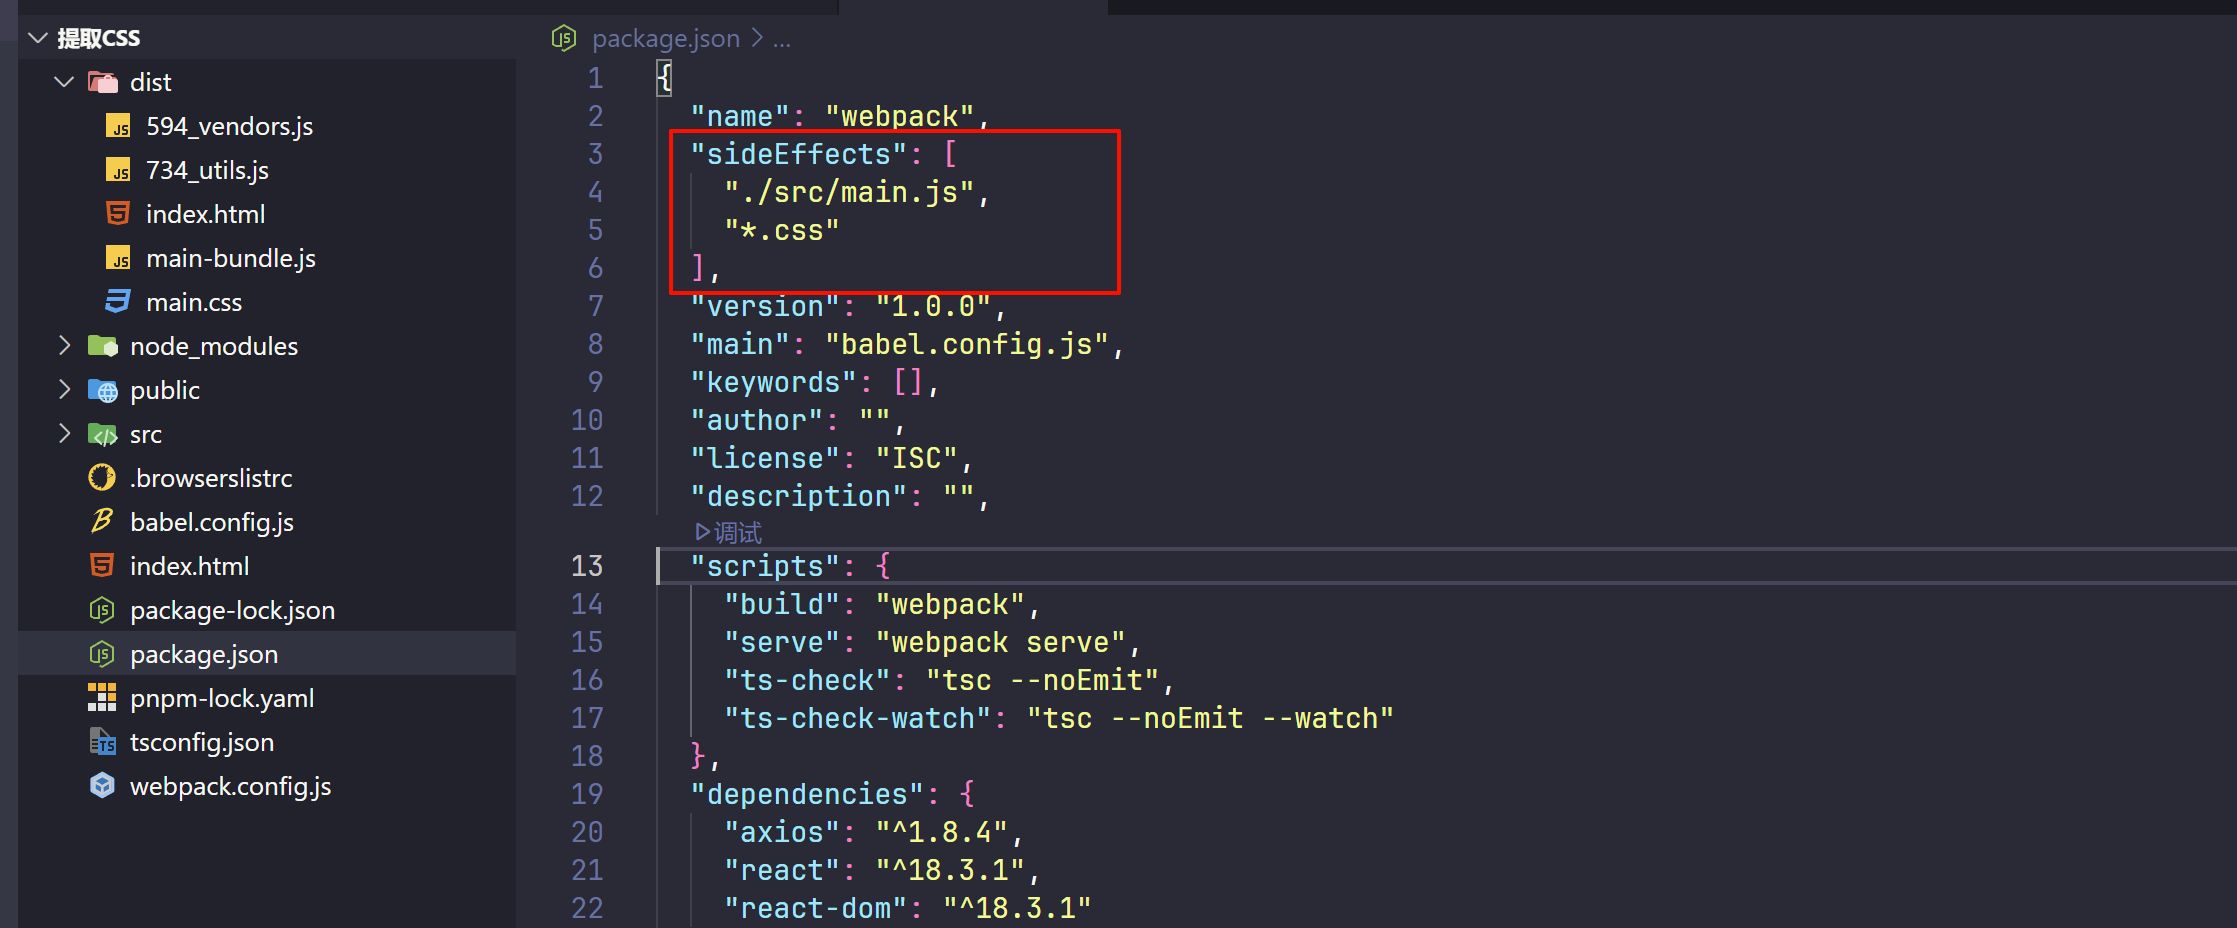 提取CSS
dist
594_vendors.js
734_utils.js
index.html
main-bundle.js
main.css
node_modules
public
src
.browserslistrc
babel.config.js
index.html
package-lock.json
package.json
pnpm-lock.yaml
tsconfig.json
webpack.config.js
package.json > ...
1 {
2 "name": "webpack",
3 "sideEffects": [
4 "./src/main.js",
5 "*.css"
6 ],
7 "version": "1.0.0",
8 "main": "babel.config.js",
9 "keywords": [],
10 "author": "",
11 "license": "ISC",
12 "description": "",
调试
13 "scripts": {
14 "build": "webpack",
15 "serve": "webpack serve",
16 "ts-check": "tsc --noEmit",
17 "ts-check-watch": "tsc --noEmit --watch"
18 },
19 "dependencies": {
20 "axios": "^1.8.4",
21 "react": "^18.3.1",
22 "react-dom": "^18.3.1"